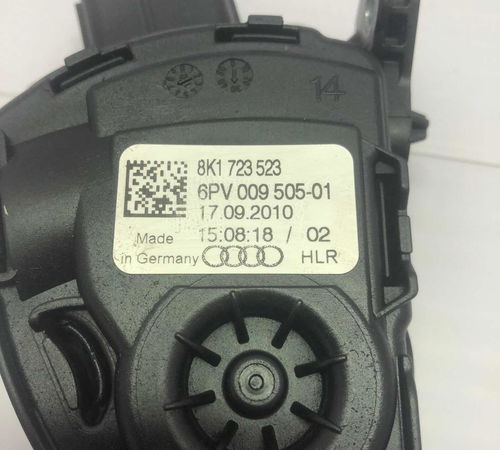 14
8K1 723 523
6PV 009 505-01
17.09.2010
Made 15:08:18 / 02
in Germany HLR